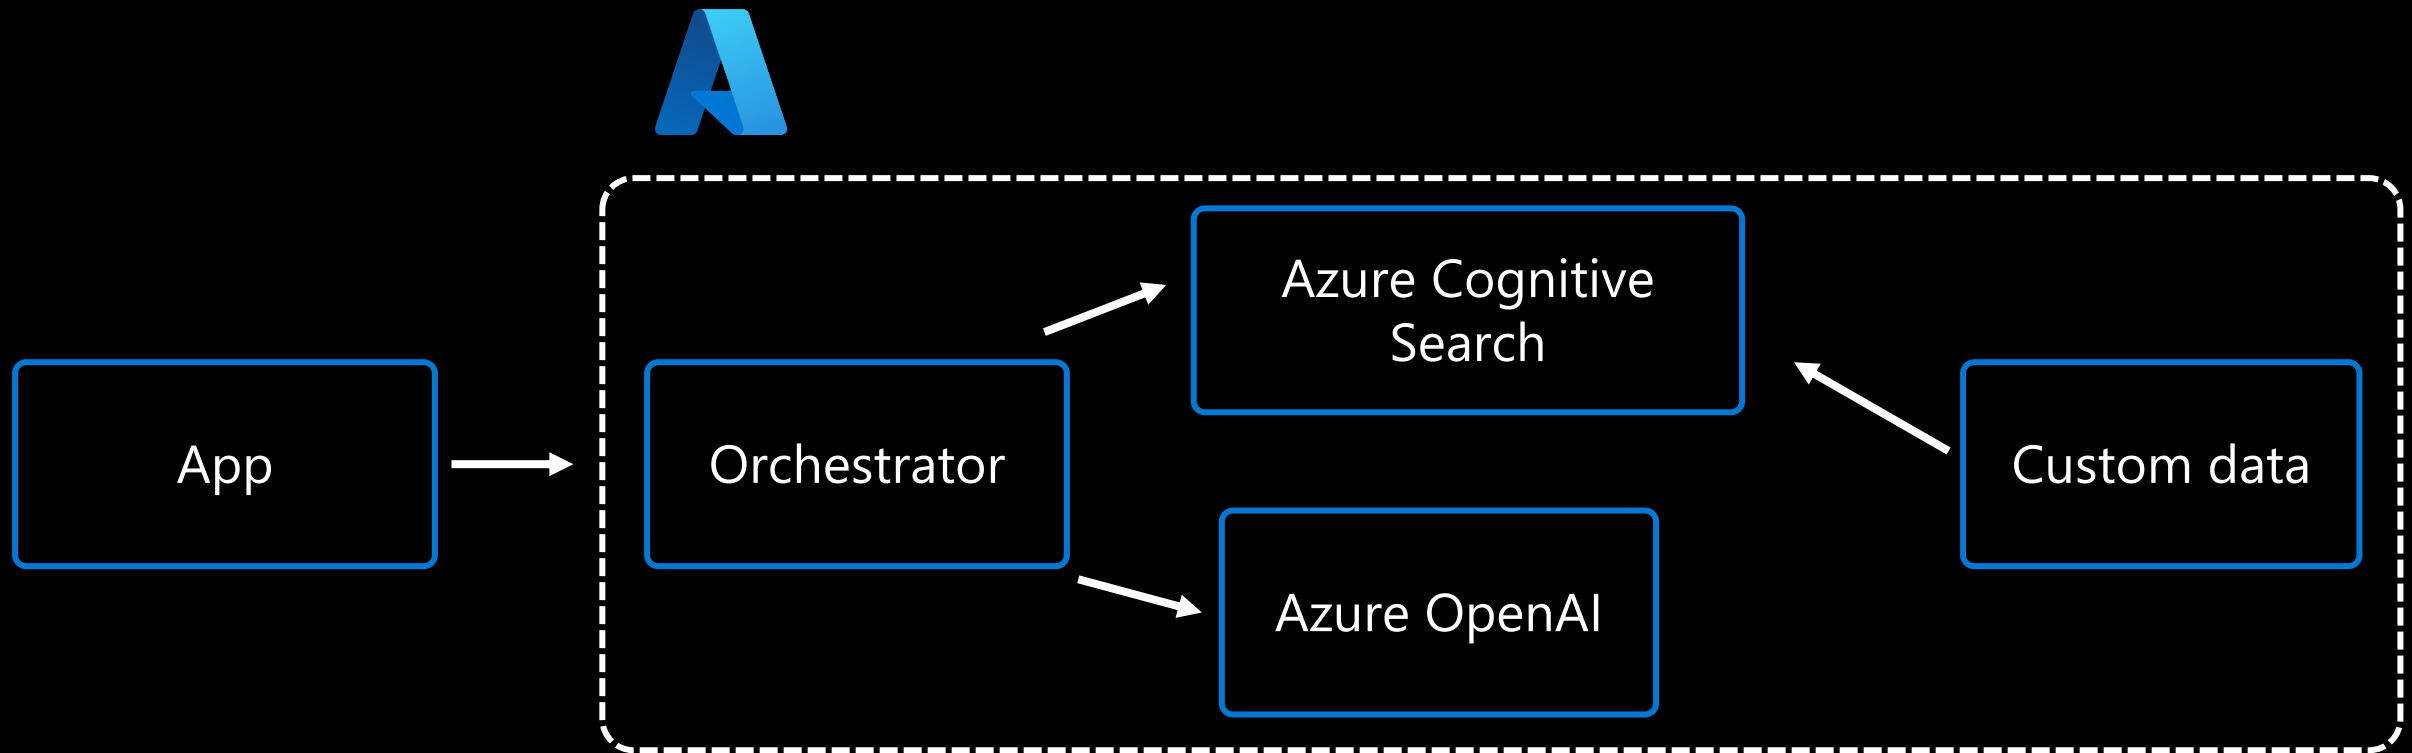 App
Orchestrator
Azure Cognitive
Search
Azure OpenAI
Custom data